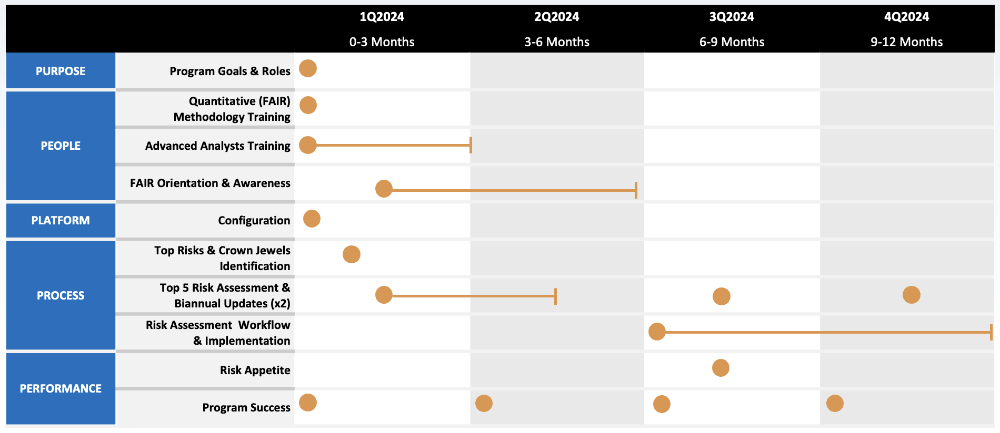 1Q2024 2Q2024 3Q2024 4Q2024
0-3 Months 3-6 Months 6-9 Months 9-12 Months
PURPOSE
Program Goals & Roles
PEOPLE
Quantitative (FAIR)
Methodology Training
Advanced Analysts Training
FAIR Orientation & Awareness
PLATFORM
Configuration
PROCESS
Top Risks & Crown Jewels
Identification
Top 5 Risk Assessment &
Biannual Updates (x2)
Risk Assessment  Workflow
& Implementation
PERFORMANCE
Risk Appetite
Program Success